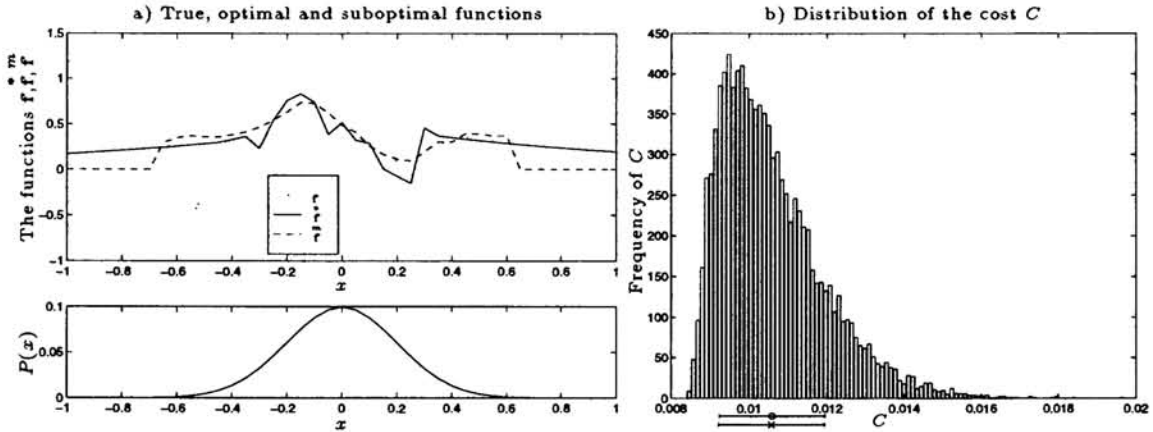 a) True, optimal and suboptimal functions
The functions f, f*, fm
1.5
1
0.5
0
−0.5
−1
−1 −0.8 −0.6 −0.4 −0.2 0 0.2 0.4 0.6 0.8 1
x
f
f*
fm
P(x)
0.1
0.05
0
−1 −0.8 −0.6 −0.4 −0.2 0 0.2 0.4 0.6 0.8 1
x
b) Distribution of the cost C
Frequency of C
450
400
350
300
250
200
150
100
50
0
0.008 0.01 0.012 0.014 0.016 0.018 0.02
C